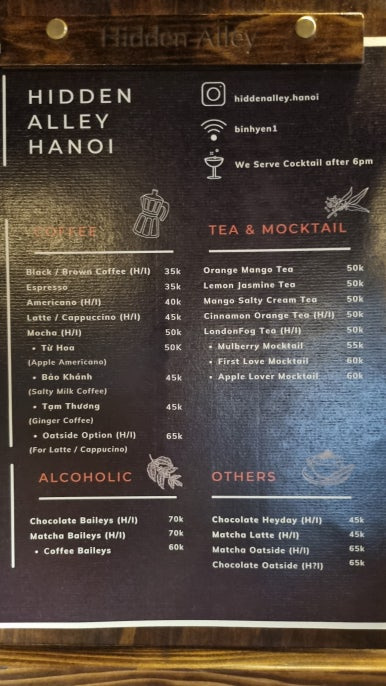 Hidden Alley
HIDDEN
ALLEY
HANOI
hiddenalley.hanoi
binhyen1
We Serve Cocktail after 6pm
COFFEE
Black / Brown Coffee (H/I) 35k
Espresso 35k
Americano (H/I) 40k
Latte / Cappuccino (H/I) 45k
Mocha (H/I) 50k
• Từ Hoa 50K
(Apple Americano)
• Bảo Khánh 45k
(Salty Milk Coffee)
• Tạm Thương 45k
(Ginger Coffee)
• Oatside Option (H/I) 65k
(For Latte / Cappucino)
TEA & MOCKTAIL
Orange Mango Tea 50k
Lemon Jasmine Tea 50k
Mango Salty Cream Tea 50k
Cinnamon Orange Tea (H/I) 50k
LondonFog Tea (H/I) 50k
• Mulberry Mocktail 55k
• First Love Mocktail 60k
• Apple Lover Mocktail 60k
ALCOHOLIC
Chocolate Baileys (H/I) 70k
Matcha Baileys (H/I) 70k
• Coffee Baileys 60k
OTHERS
Chocolate Heyday (H/I) 45k
Matcha Latte (H/I) 45k
Matcha Oatside (H/I) 65k
Chocolate Oatside (H?I) 65k